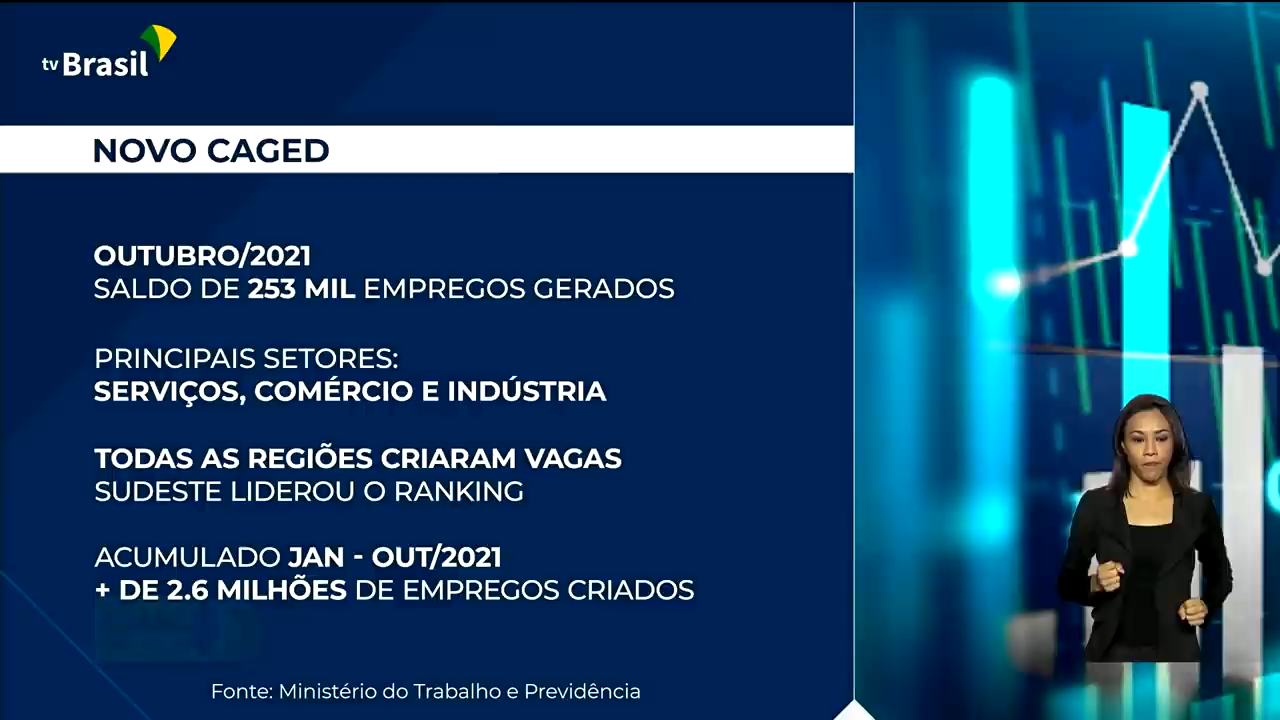 tv Brasil
NOVO CAGED
OUTUBRO/2021
SALDO DE 253 MIL EMPREGOS GERADOS
PRINCIPAIS SETORES:
SERVIÇOS, COMÉRCIO E INDÚSTRIA
TODAS AS REGIÕES CRIARAM VAGAS
SUDESTE LIDEROU O RANKING
ACUMULADO JAN - OUT/2021
+ DE 2.6 MILHÕES DE EMPREGOS CRIADOS
Fonte: Ministério do Trabalho e Previdência